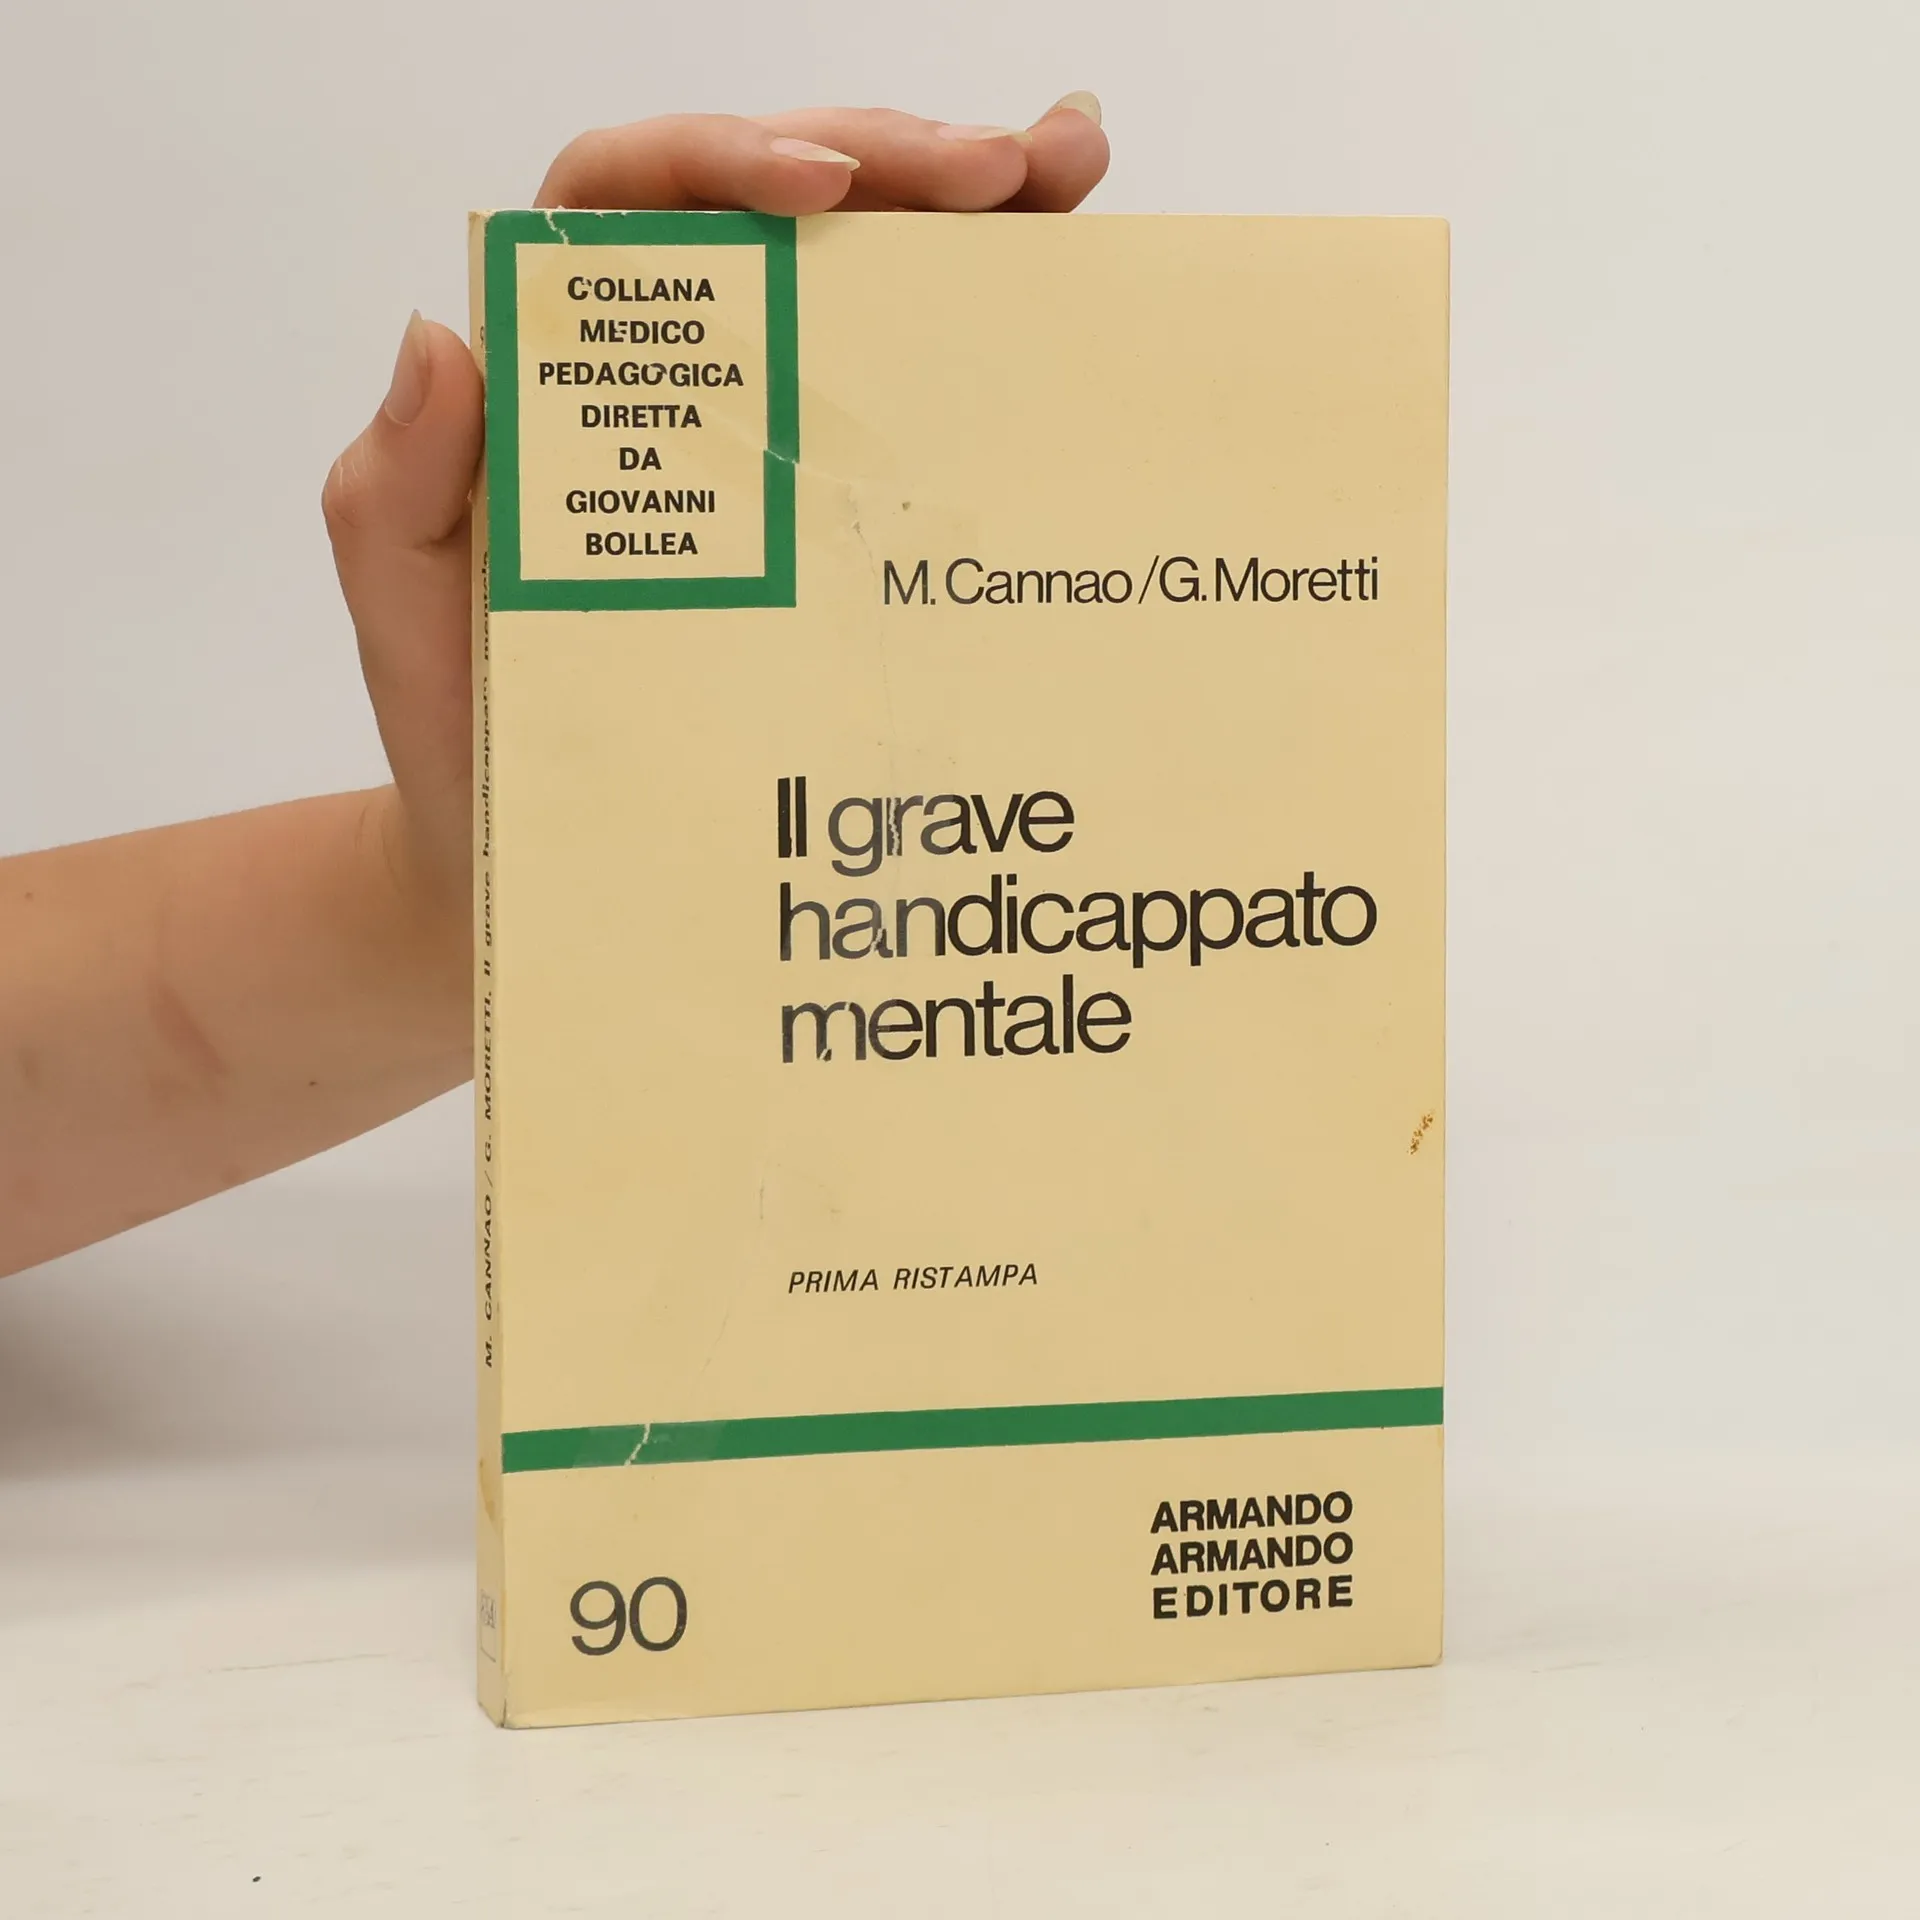 COLLANA
MEDICO
PEDAGOGICA
DIRETTA
DA
GIOVANNI
BOLLEA
M. Cannao/G. Moretti
Il grave
handicappato
mentale
PRIMA RISTAMPA
90
ARMANDO
ARMANDO
EDITORE
M. CANNAO / G. MORETTI, Il grave handicappato mentale